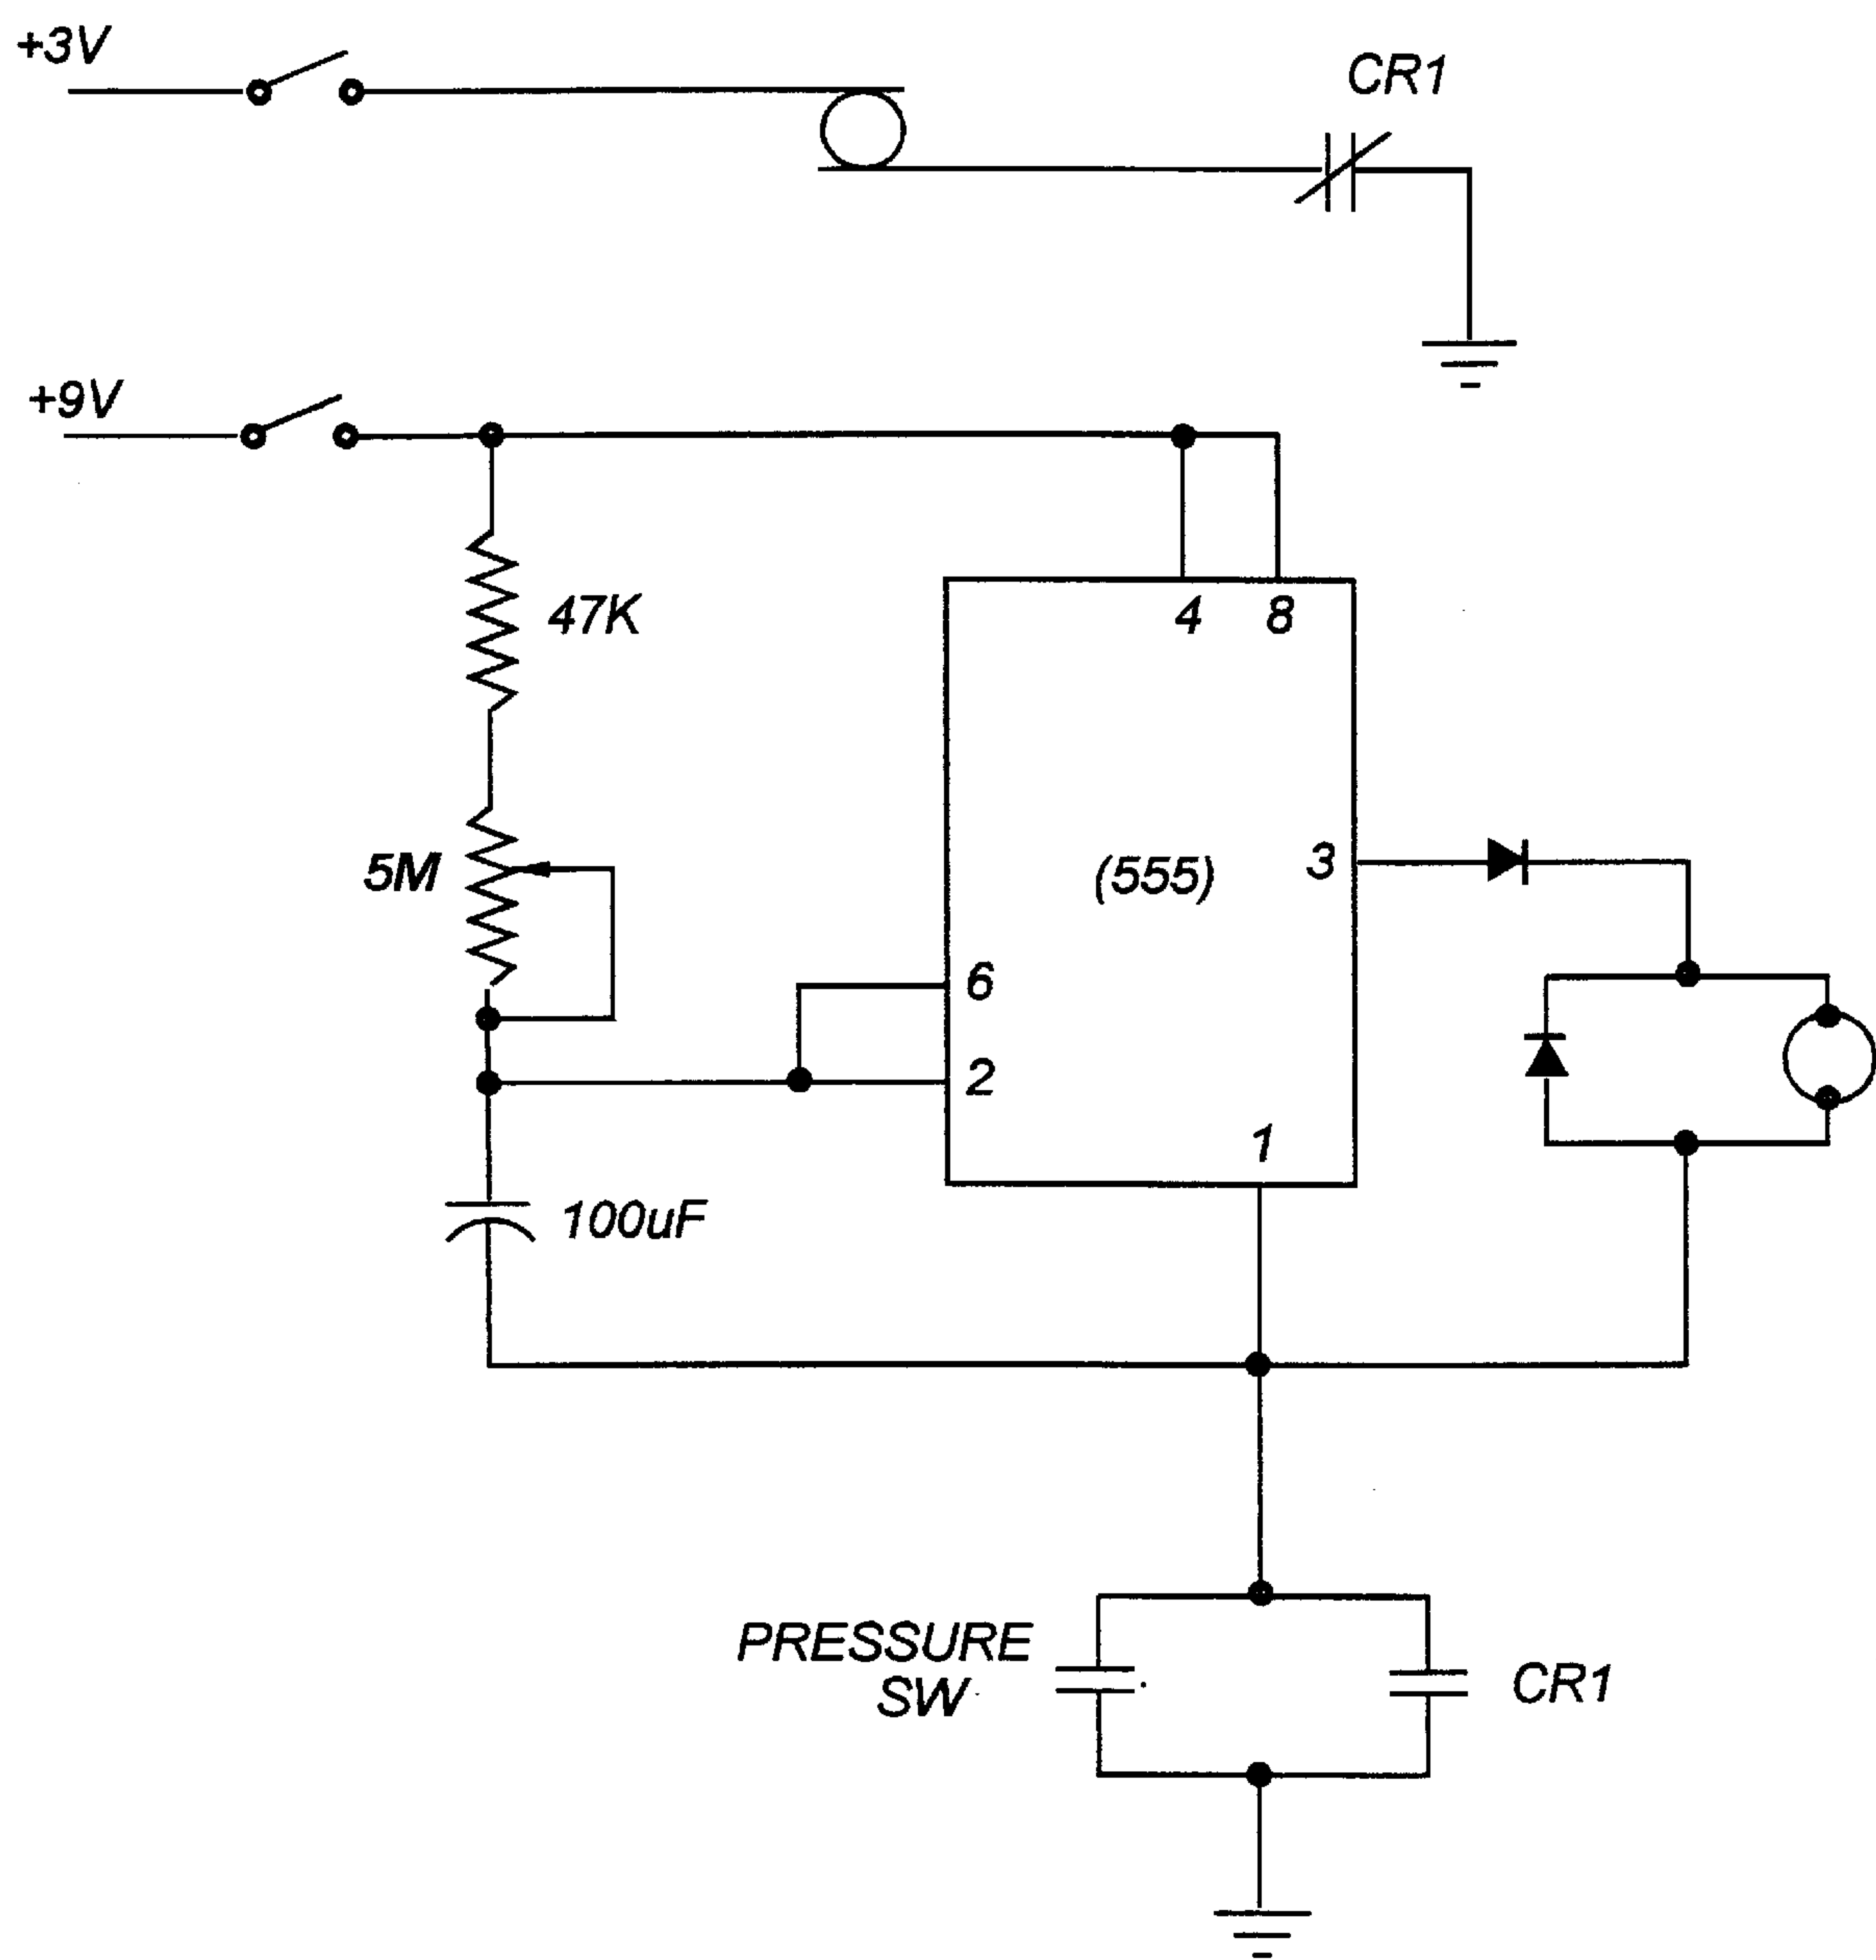 +3V
CR1
+9V
47K
4
8
5M
(555)
3
6
2
1
100uF
PRESSURE
SW
CR1